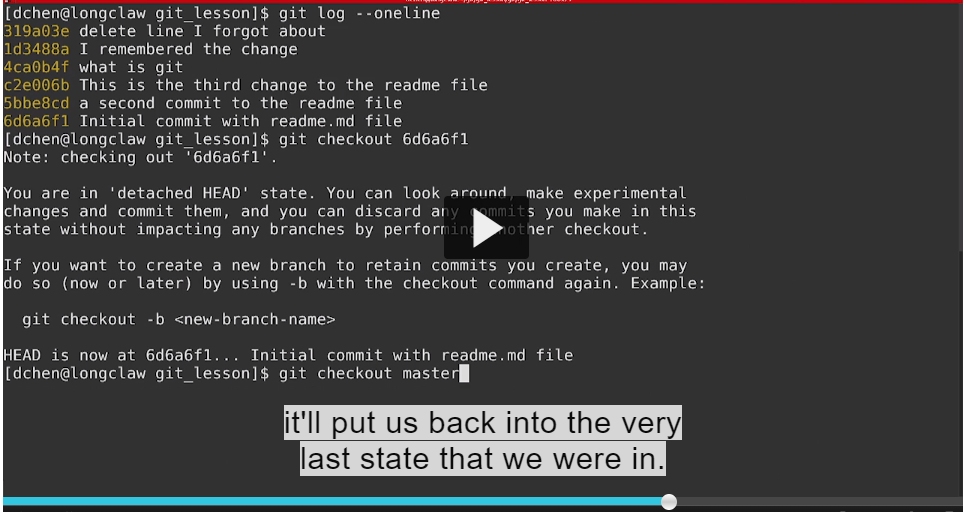 [dchen@longclaw git_lesson]$ git log --oneline
319a03e delete line I forgot about
1d3488a I remembered the change
4ca0b4f what is git
c2e006b This is the third change to the readme file
5bbe8cd a second commit to the readme file
6d6a6f1 Initial commit with readme.md file
[dchen@longclaw git_lesson]$ git checkout 6d6a6f1
Note: checking out '6d6a6f1'.
You are in 'detached HEAD' state. You can look around, make experimental
changes and commit them, and you can discard any commits you make in this
state without impacting any branches by performing another checkout.
If you want to create a new branch to retain commits you create, you may
do so (now or later) by using -b with the checkout command again. Example:
git checkout -b <new-branch-name>
HEAD is now at 6d6a6f1... Initial commit with readme.md file
[dchen@longclaw git_lesson]$ git checkout master
it'll put us back into the very
last state that we were in.